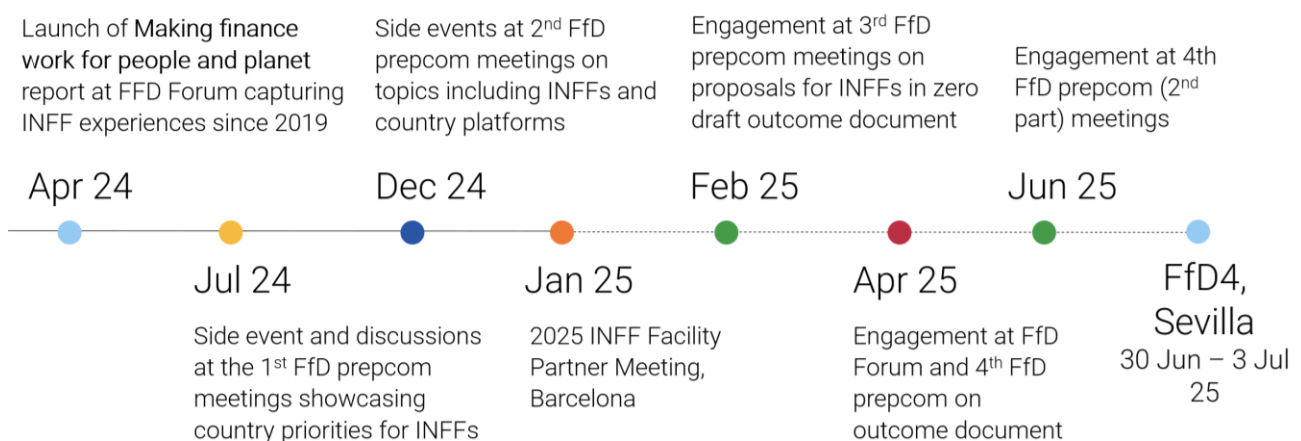 Launch of Making finance
work for people and planet
report at FFD Forum capturing
INFF experiences since 2019
Apr 24
Jul 24
Side event and discussions
at the 1st FfD prepcom
meetings showcasing
country priorities for INFFs
Side events at 2nd FfD
prepcom meetings on
topics including INFFs and
country platforms
Dec 24
Jan 25
2025 INFF Facility
Partner Meeting,
Barcelona
Engagement at 3rd FfD
prepcom meetings on
proposals for INFFs in zero
draft outcome document
Feb 25
Apr 25
Engagement at FfD
Forum and 4th FfD
prepcom on
outcome document
Engagement at 4th
FfD prepcom (2nd
part) meetings
Jun 25
FfD4,
Sevilla
30 Jun – 3 Jul
25